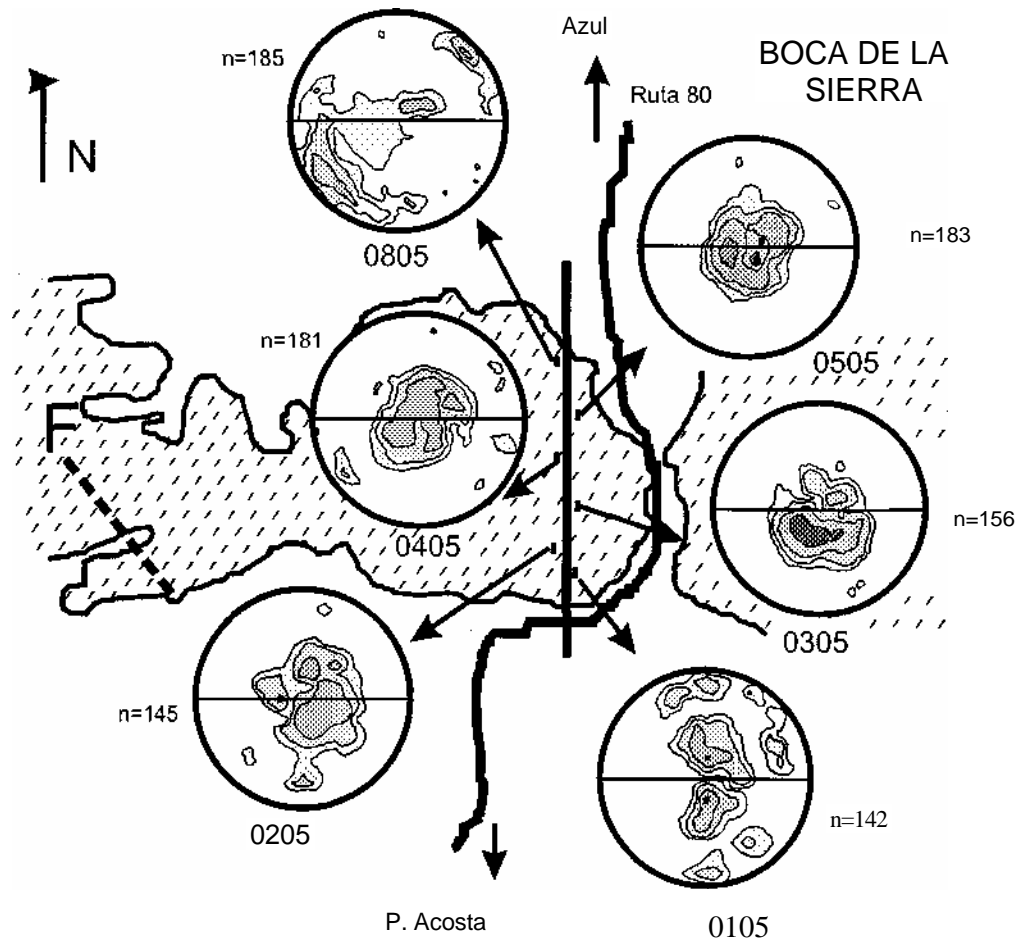 Azul
BOCA DE LA
SIERRA
n=185
Ruta 80
N
0805
n=183
n=181
0505
F
0405
n=156
0305
n=145
0205
n=142
P. Acosta
0105